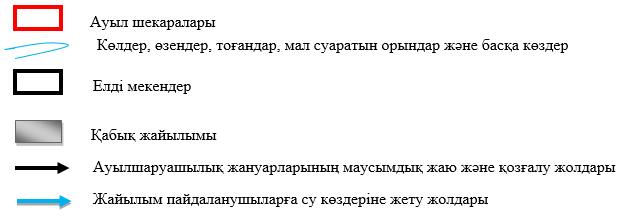 Ауыл шекаралары
Көлдер, өзендер, тоғандар, мал суаратын орындар және басқа көздер
Елді мекендер
Қабық жайылымы
Ауылшаруашылық жануарларының маусымдық жаю және қозғалу жолдары
Жайылым пайдаланушыларға су көздеріне жету жолдары